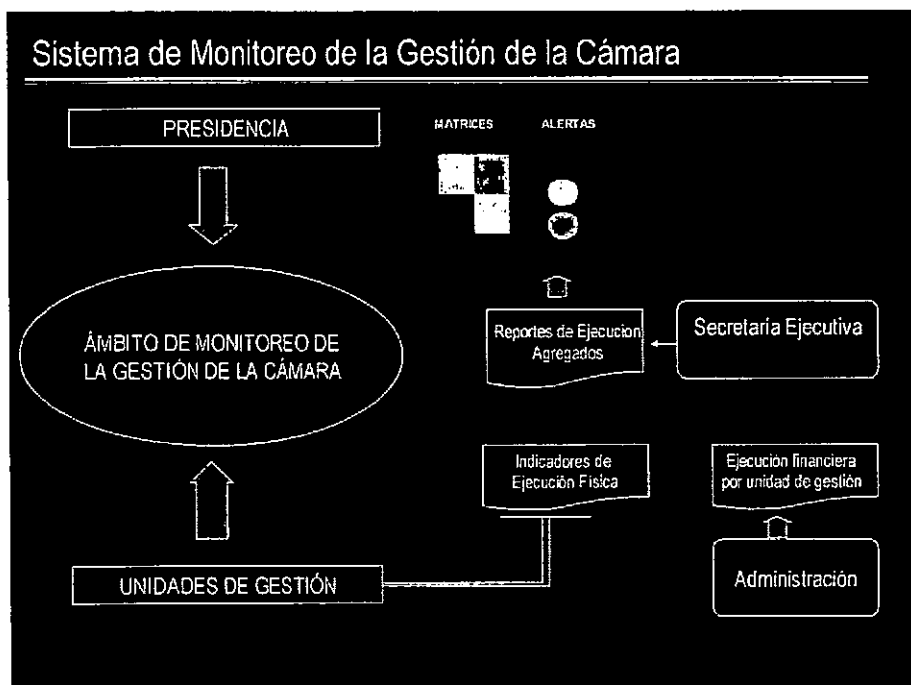 Sistema de Monitoreo de la Gestión de la Cámara
PRESIDENCIA
MATRICES
ALERTAS
ÁMBITO DE MONITOREO DE
LA GESTIÓN DE LA CÁMARA
Reportes de Ejecucion
Agregados
Secretaría Ejecutiva
Indicadores de
Ejecución Física
Ejecución financiera
por unidad de gestión
UNIDADES DE GESTIÓN
Administración